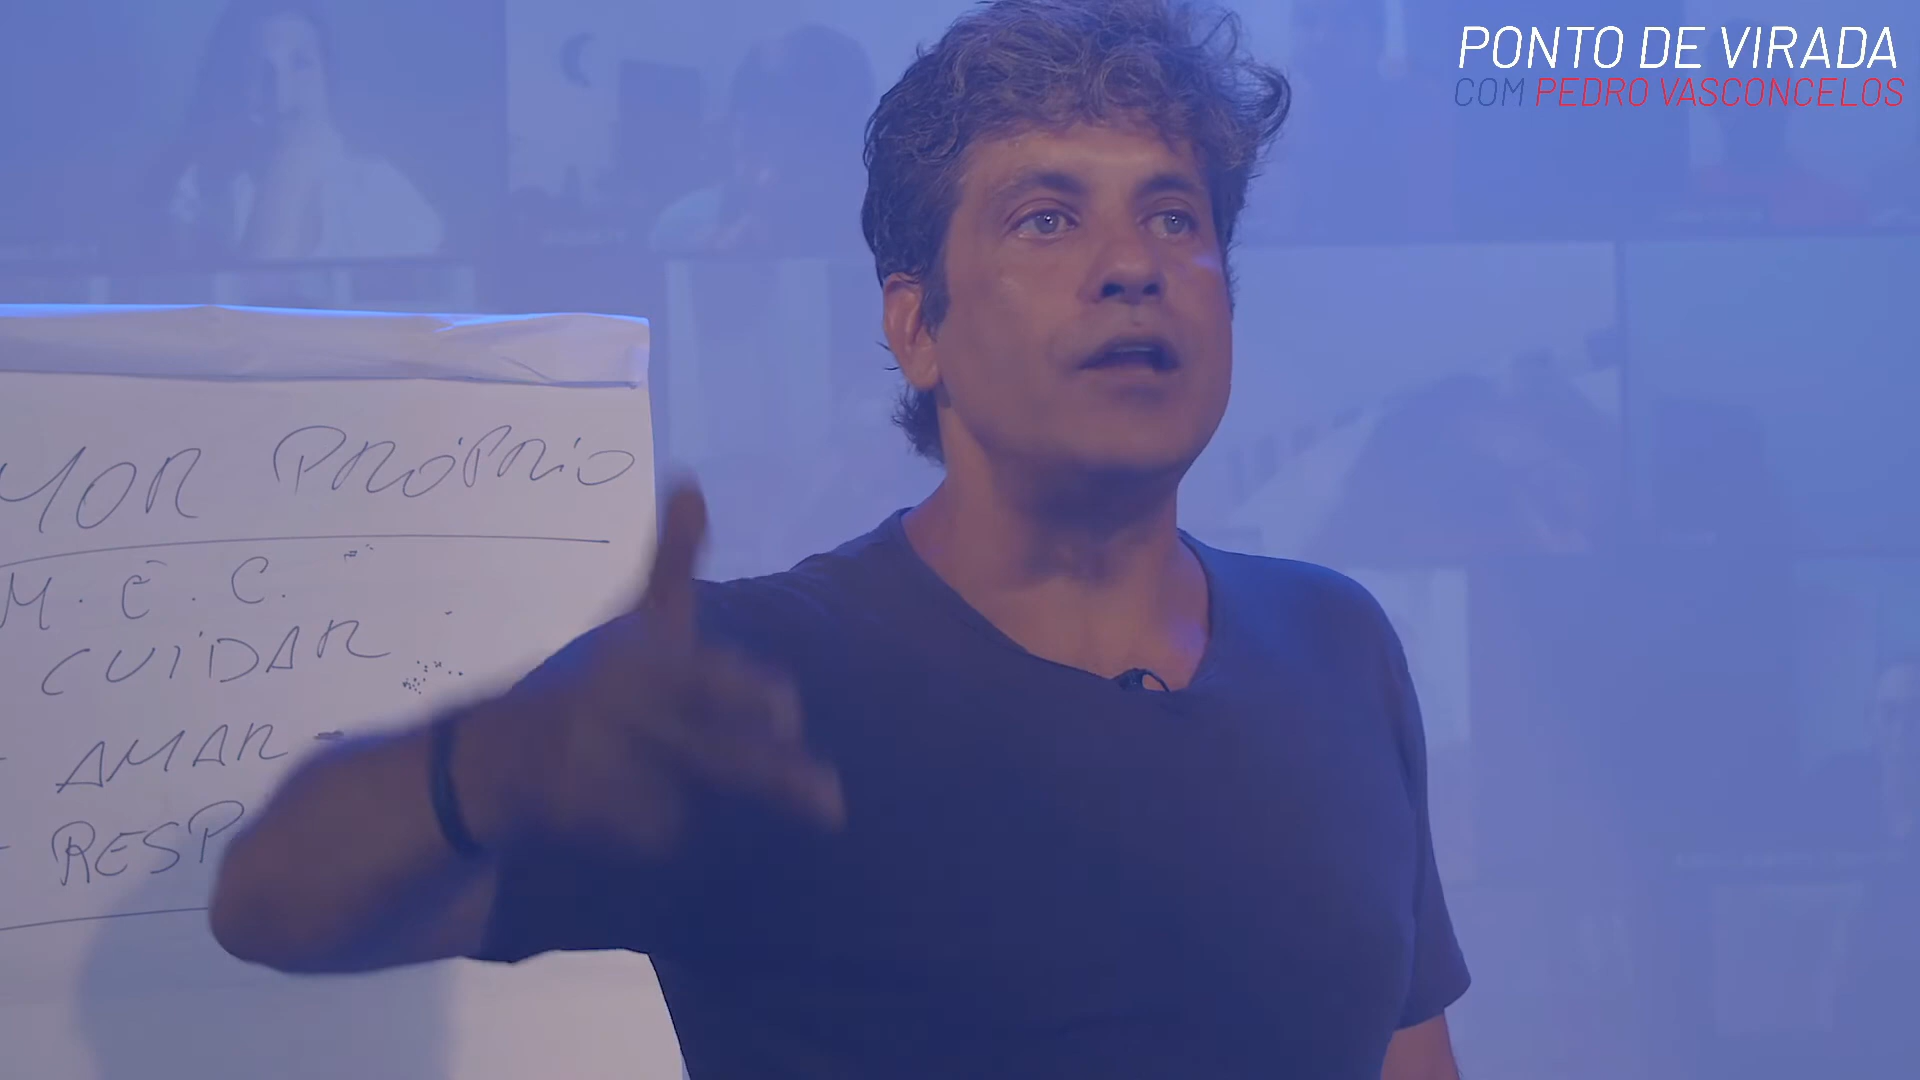 PONTO DE VIRADA
COM PEDRO VASCONCELOS
MOR PRÓPRIO
M. E. C.
CUIDAR
- AMAR -
- RESP